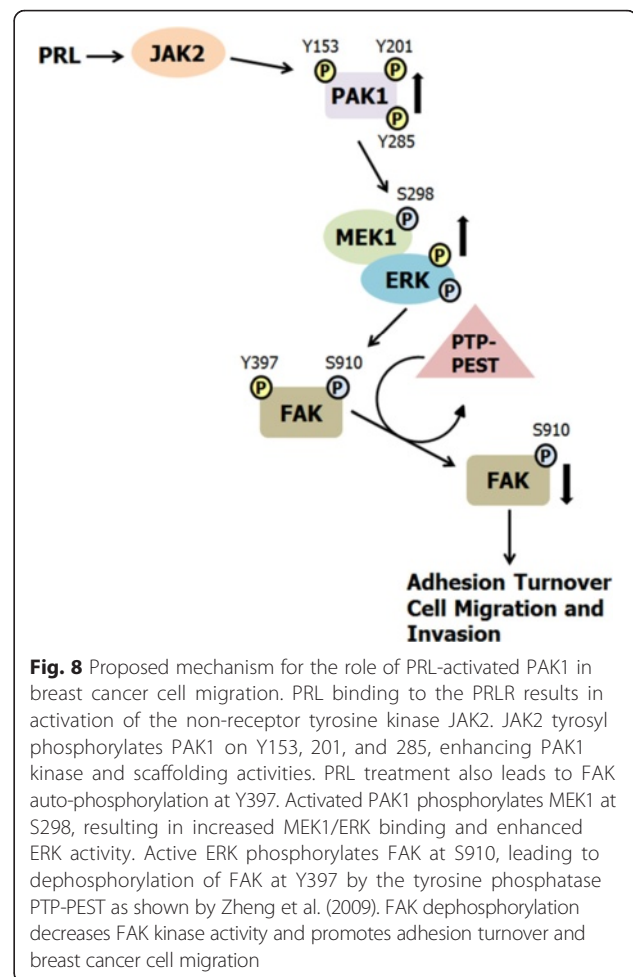 Y153 Y201
PRL JAK2 P P
PAK1
P
Y285
S298
P
MEK1
P
ERK
P
PTP-
PEST
Y397 S910
P P
FAK
S910
P
FAK
Adhesion Turnover
Cell Migration and
Invasion
Fig. 8 Proposed mechanism for the role of PRL-activated PAK1 in
breast cancer cell migration. PRL binding to the PRLR results in
activation of the non-receptor tyrosine kinase JAK2. JAK2 tyrosyl
phosphorylates PAK1 on Y153, 201, and 285, enhancing PAK1
kinase and scaffolding activities. PRL treatment also leads to FAK
auto-phosphorylation at Y397. Activated PAK1 phosphorylates MEK1 at
S298, resulting in increased MEK1/ERK binding and enhanced
ERK activity. Active ERK phosphorylates FAK at S910, leading to
dephosphorylation of FAK at Y397 by the tyrosine phosphatase
PTP-PEST as shown by Zheng et al. (2009). FAK dephosphorylation
decreases FAK kinase activity and promotes adhesion turnover and
breast cancer cell migration